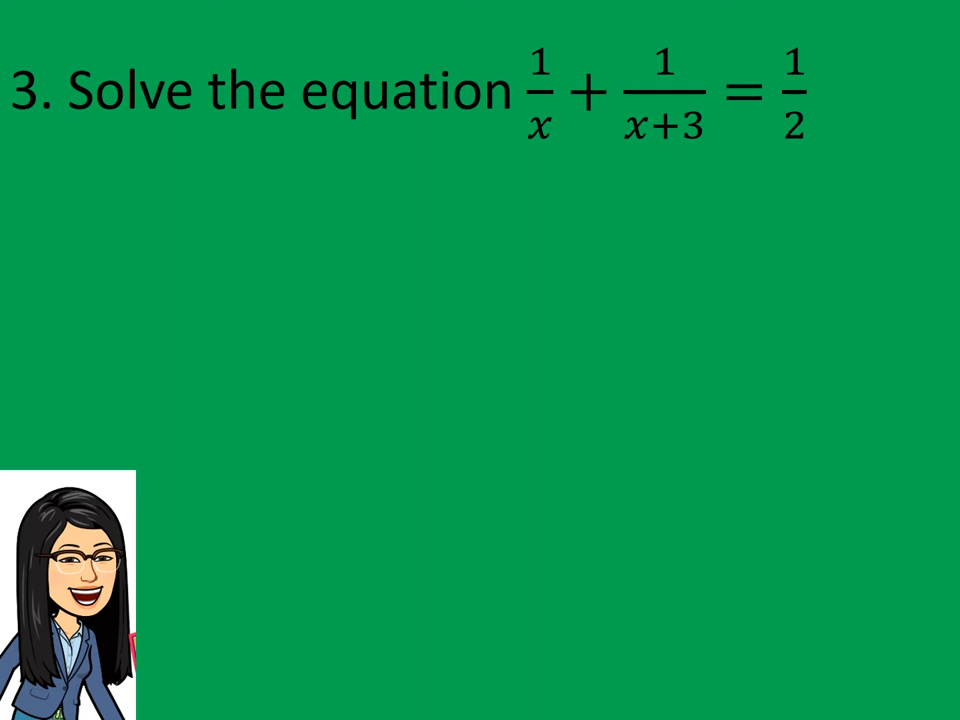 3. Solve the equation 1/x + 1/(x+3) = 1/2